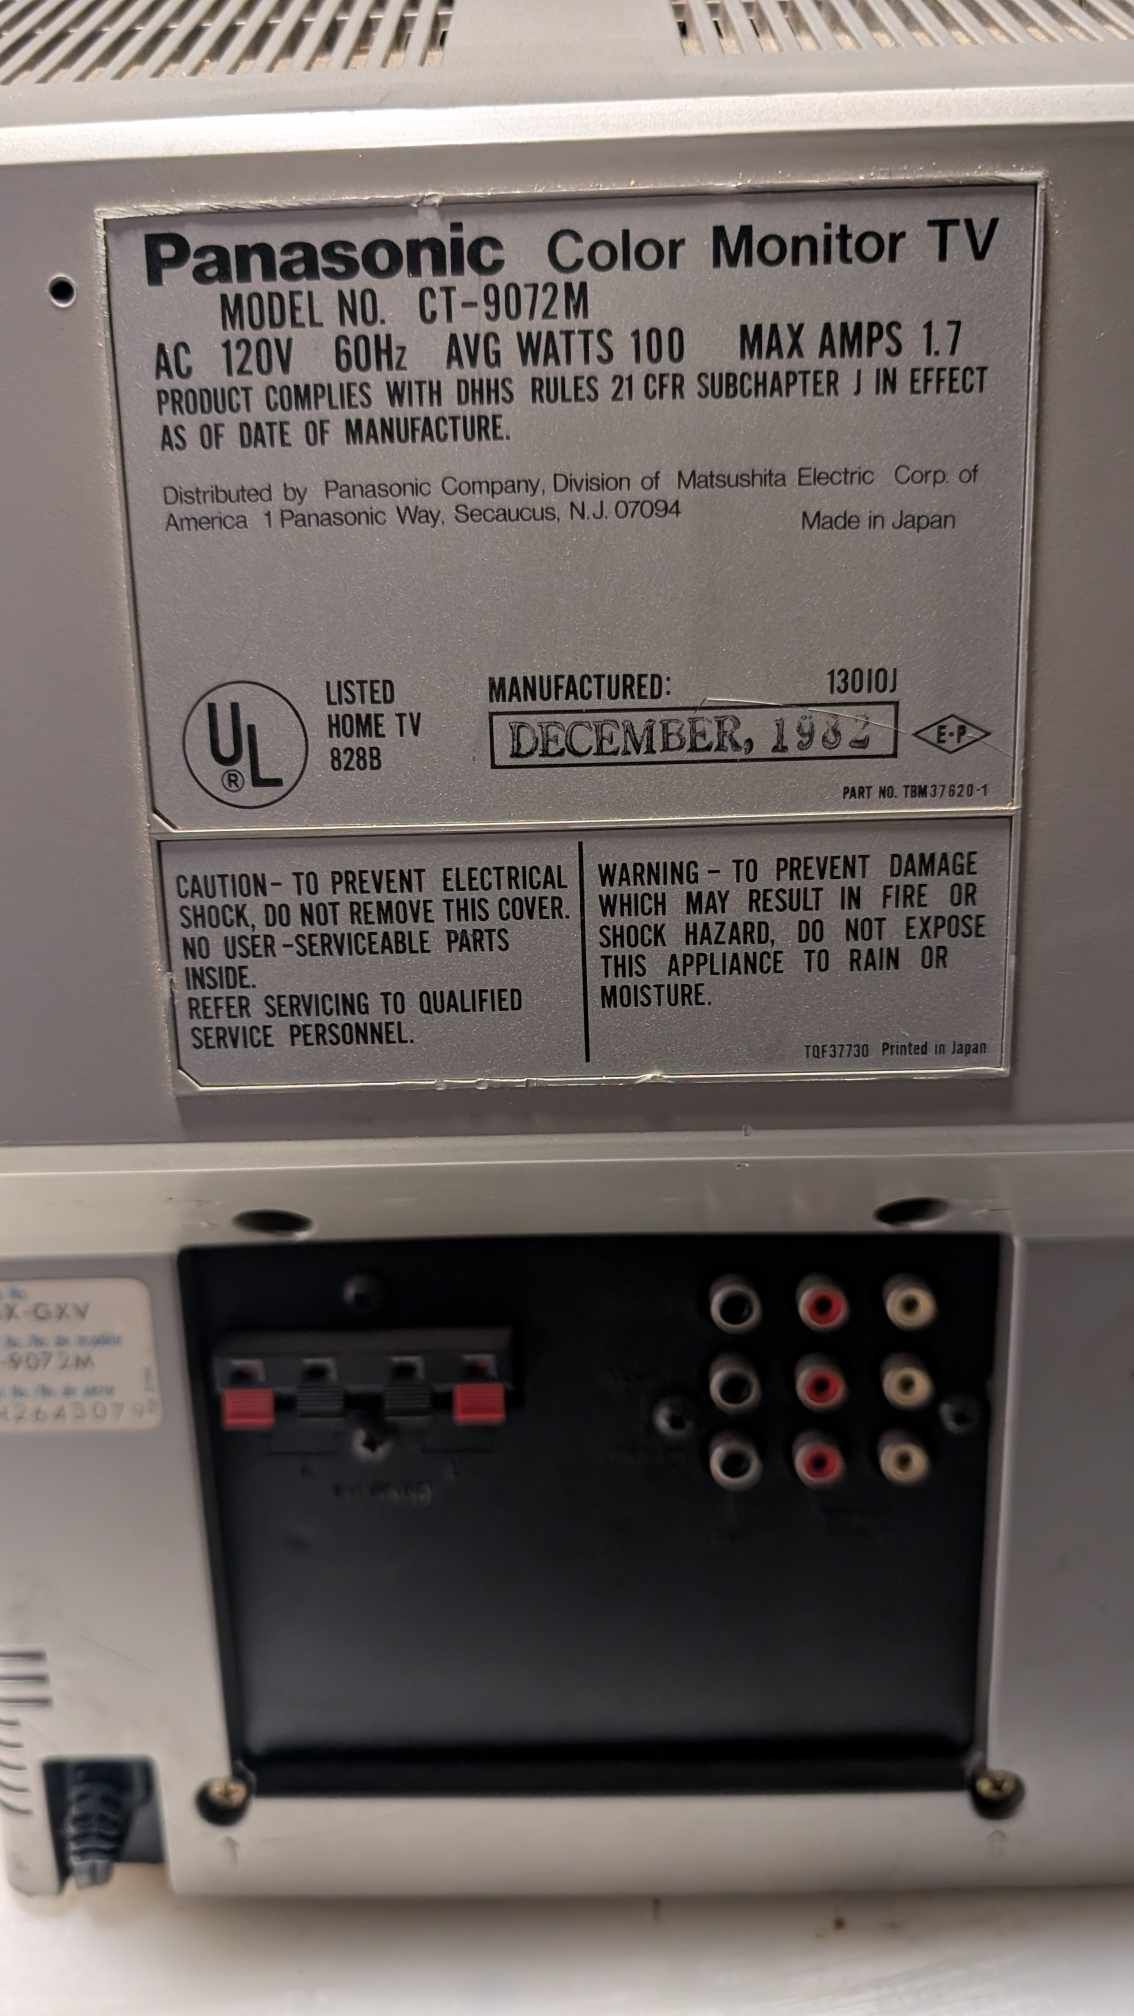 Panasonic Color Monitor TV
MODEL NO. CT-9072M
AC 120V 60Hz AVG WATTS 100 MAX AMPS 1.7
PRODUCT COMPLIES WITH DHHS RULES 21 CFR SUBCHAPTER J IN EFFECT
AS OF DATE OF MANUFACTURE.
Distributed by Panasonic Company, Division of Matsushita Electric Corp. of
America 1 Panasonic Way, Secaucus, N.J. 07094
Made in Japan
UL
®
LISTED
HOME TV
828B
MANUFACTURED: 13010J
DECEMBER, 1982
E-P
PART NO. TBM37620-1
CAUTION- TO PREVENT ELECTRICAL
SHOCK, DO NOT REMOVE THIS COVER.
NO USER-SERVICEABLE PARTS
INSIDE.
REFER SERVICING TO QUALIFIED
SERVICE PERSONNEL.
WARNING - TO PREVENT DAMAGE
WHICH MAY RESULT IN FIRE OR
SHOCK HAZARD, DO NOT EXPOSE
THIS APPLIANCE TO RAIN OR
MOISTURE.
TQF37730 Printed in Japan
X-GXV
-9072M